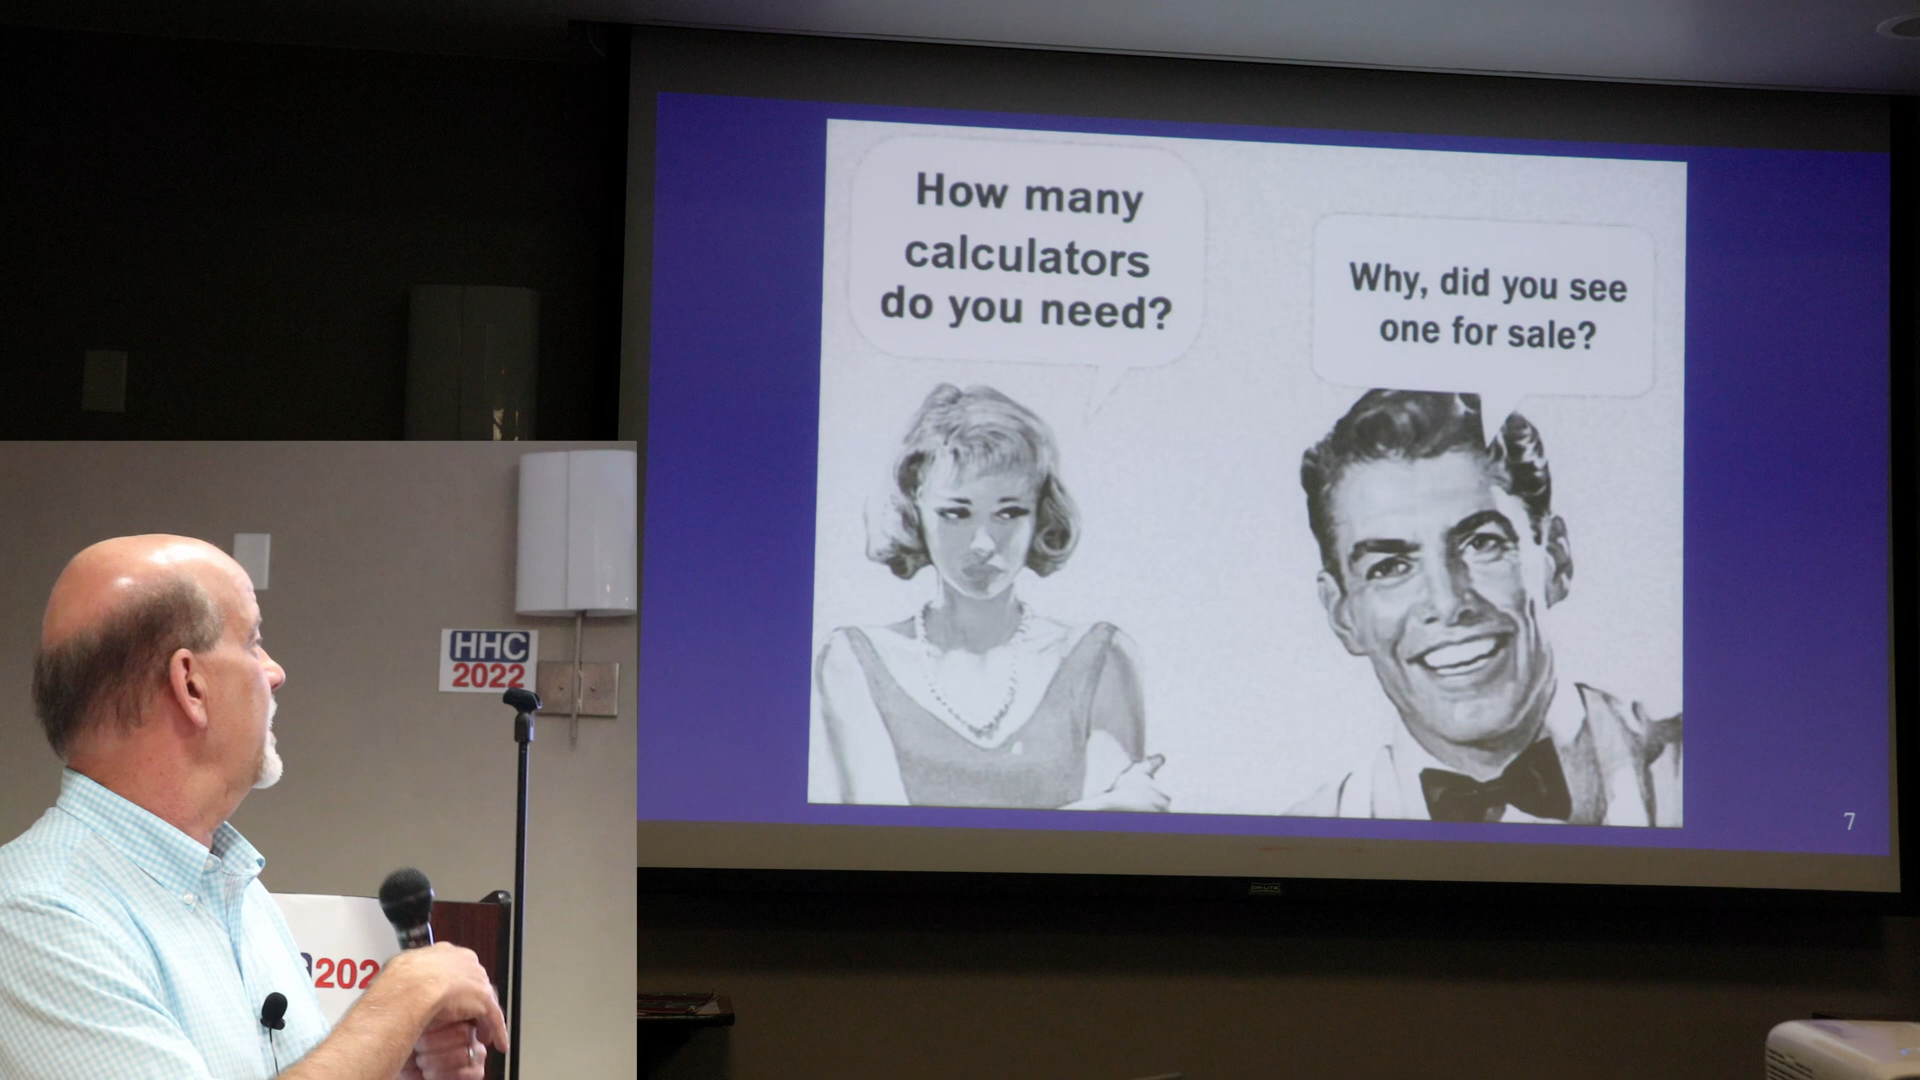 How many
calculators
do you need?
Why, did you see
one for sale?
7
HHC
2022
202